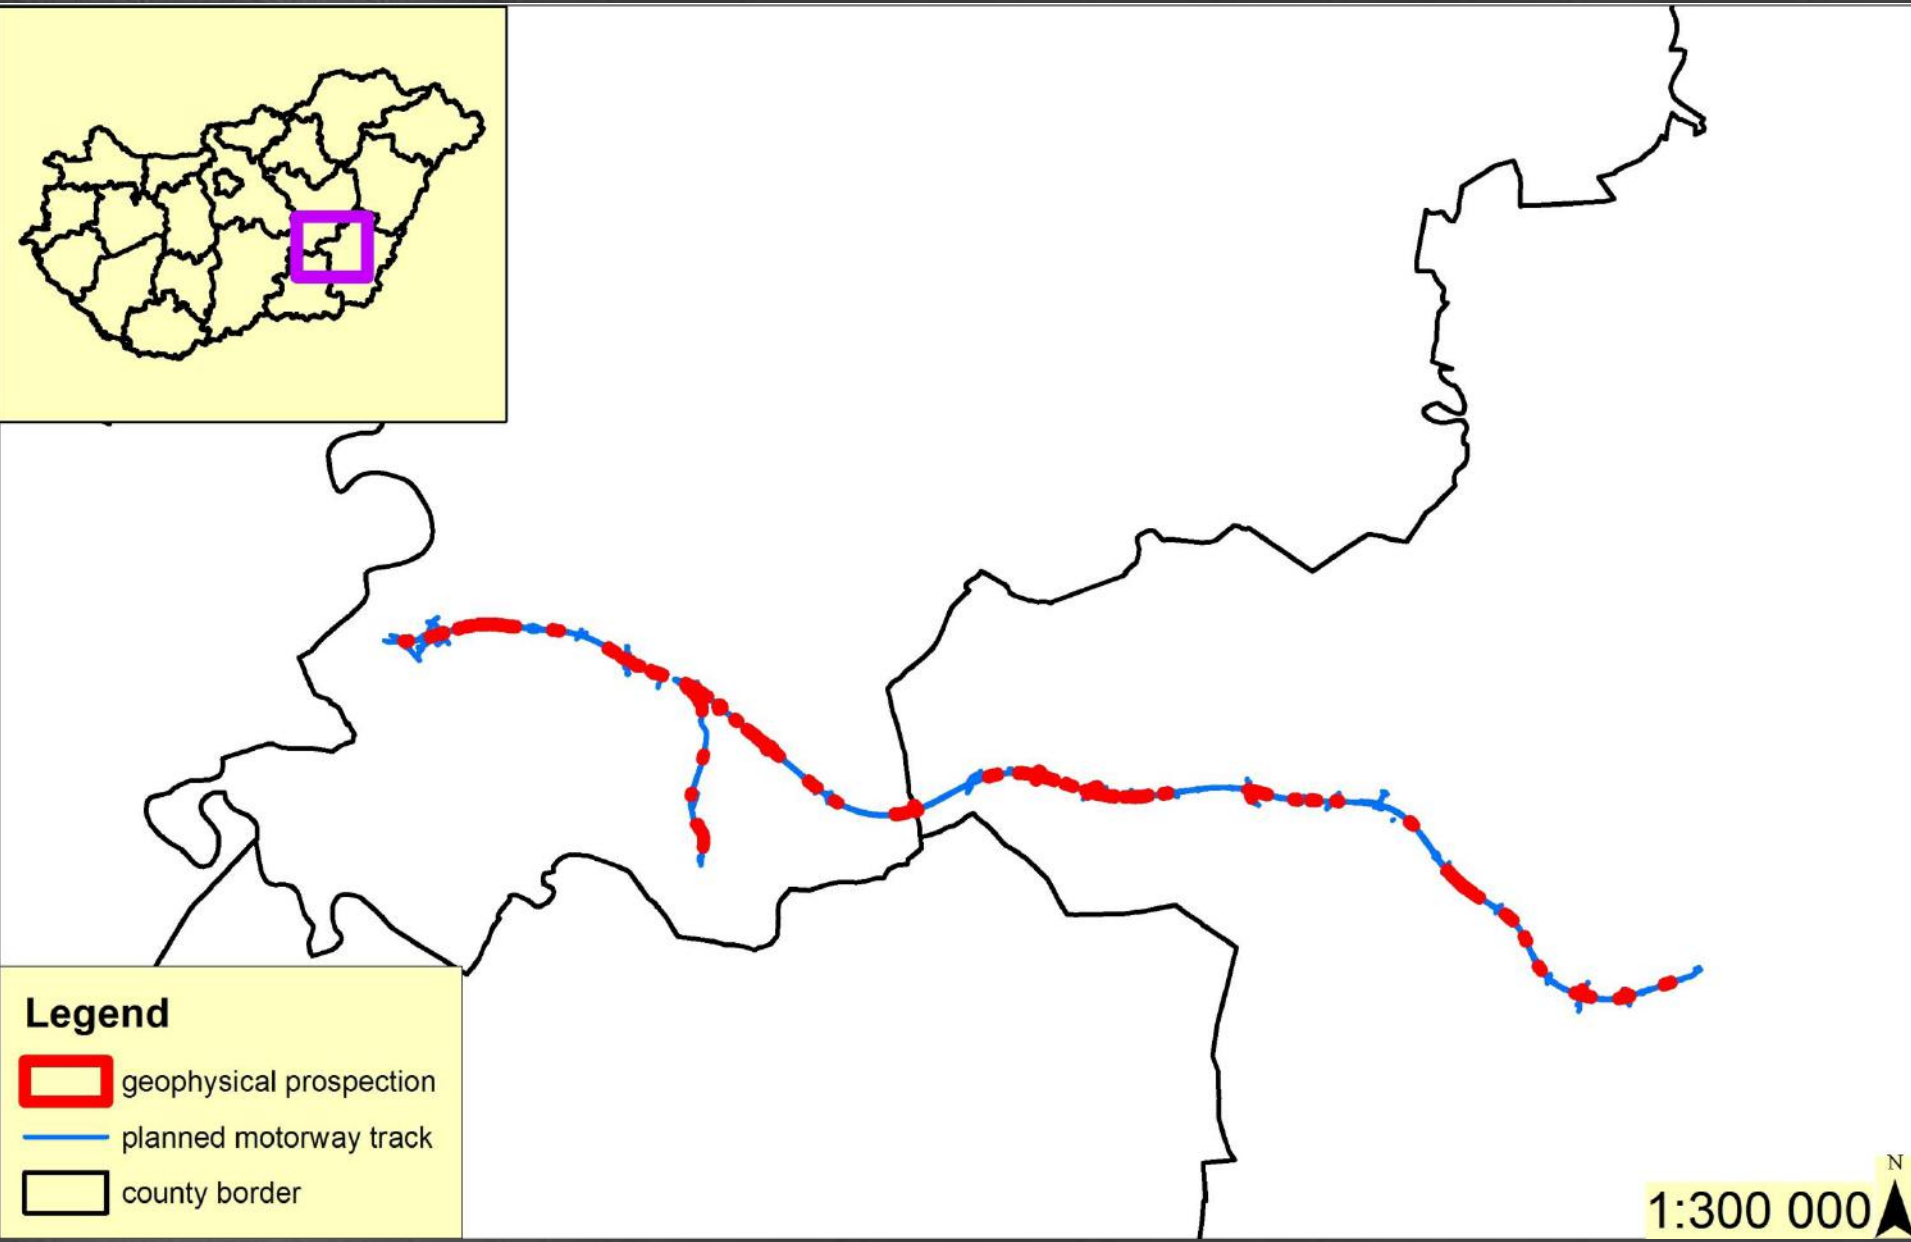 Legend
geophysical prospection
planned motorway track
county border
N
1:300 000